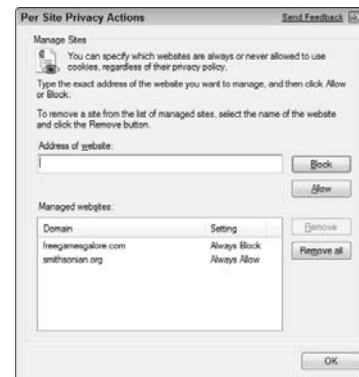 Per Site Privacy Actions
Send Feedback
Manage Sites
You can specify which websites are always or never allowed to use
cookies, regardless of their privacy policy.
Type the exact address of the website you want to manage, and then click Allow
or Block.
To remove a site from the list of managed sites, select the name of the website
and click the Remove button.
Address of website:
Block
Allow
Managed websites:
Domain Setting
freegamesgalore.com Always Block
smithsonian.org Always Allow
Remove
Remove all
OK